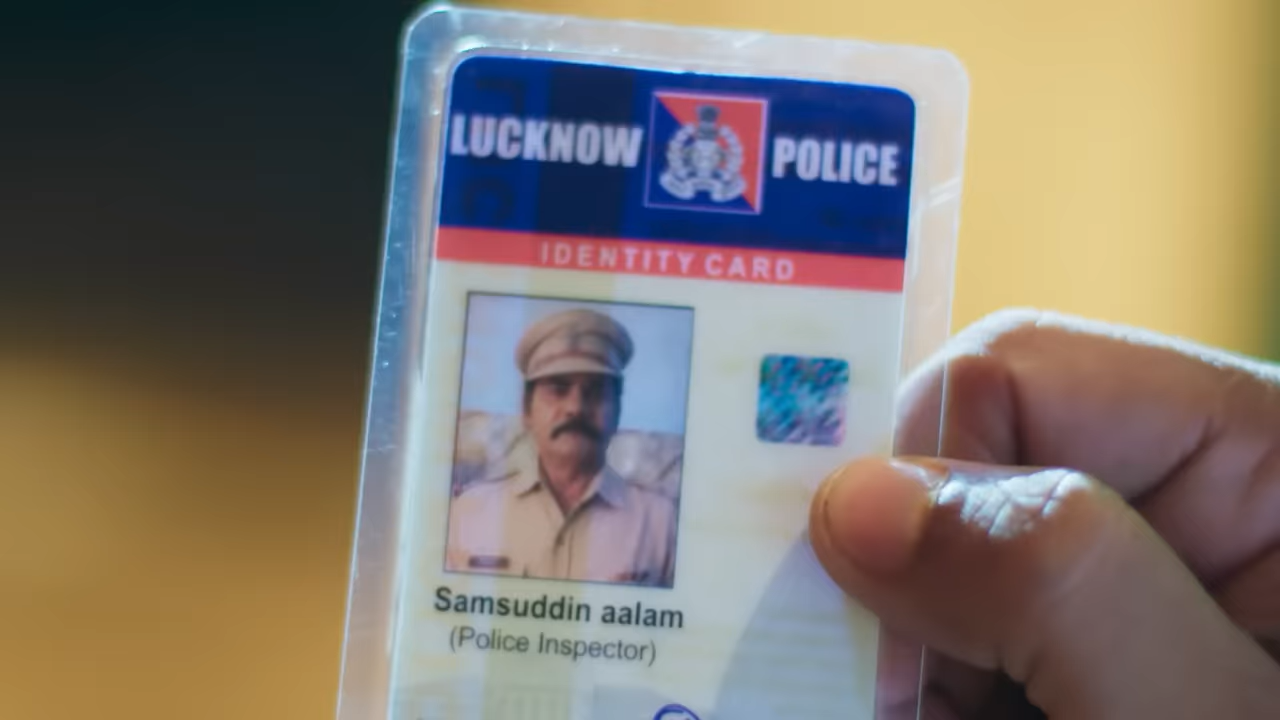 LUCKNOW POLICE
IDENTITY CARD
Samsuddin aalam
(Police Inspector)